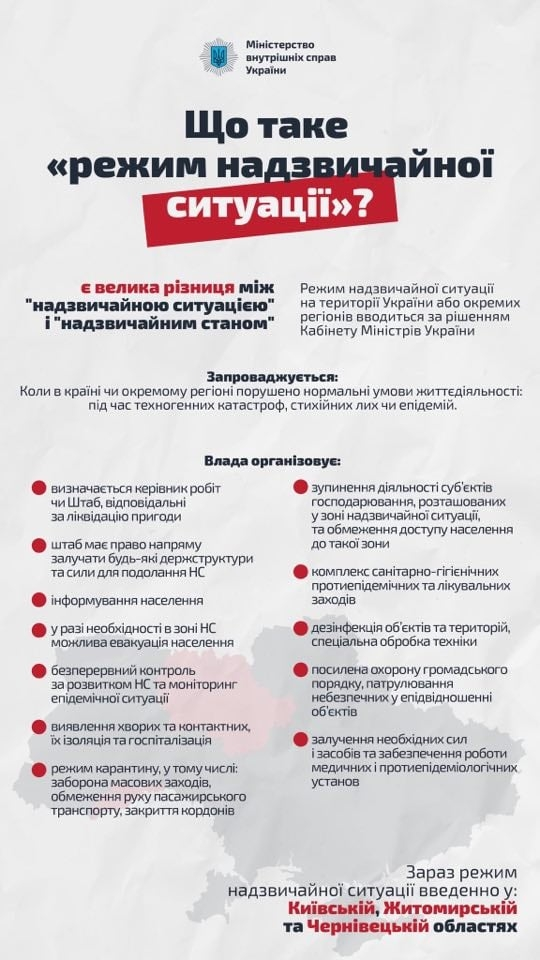 Міністерство
внутрішніх справ
України
Що таке
«режим надзвичайної
ситуації»?
є велика різниця між
"надзвичайною ситуацією"
і "надзвичайним станом"
Режим надзвичайної ситуації
на території України або окремих
регіонів вводиться за рішенням
Кабінету Міністрів України
Запроваджується:
Коли в країні чи окремому регіоні порушено нормальні умови життєдіяльності:
під час техногенних катастроф, стихійних лих чи епідемій.
Влада організовує:
визначається керівник робіт
чи Штаб, відповідальні
за ліквідацію пригоди
штаб має право напряму
залучати будь-які держструктури
та сили для подолання НС
інформування населення
у разі необхідності в зоні НС
можлива евакуація населення
безперервний контроль
за розвитком НС та моніторинг
епідемічної ситуації
виявлення хворих та контактних,
їх ізоляція та госпіталізація
режим карантину, у тому числі:
заборона масових заходів,
обмеження руху пасажирського
транспорту, закриття кордонів
зупинення діяльності суб'єктів
господарювання, розташованих
у зоні надзвичайної ситуації,
та обмеження доступу населення
до такої зони
комплекс санітарно-гігієнічних
протиепідемічних та лікувальних
заходів
дезінфекція об'єктів та територій,
спеціальна обробка техніки
посилена охорону громадського
порядку, патрулювання
небезпечних у епідвідношенні
об'єктів
залучення необхідних сил
і засобів та забезпечення роботи
медичних і протиепідеміологічних
установ
Зараз режим
надзвичайної ситуації введенно у:
Київській, Житомирській
та Чернівецькій областях